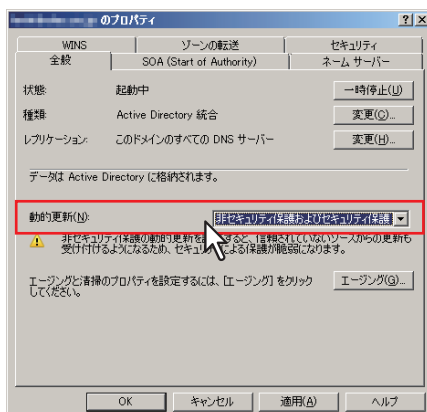 のプロパティ
WINS ゾーンの転送 セキュリティ
全般 SOA (Start of Authority) ネーム サーバー
状態: 起動中 一時停止(U)
種類: Active Directory 統合 変更(C)...
レプリケーション: このドメインのすべての DNS サーバー 変更(H)...
データは Active Directory に格納されます。
動的更新(N): 非セキュリティ保護およびセキュリティ保護
非セキュリティ保護の動的更新を すると、信頼されていないソースからの更新も
受け付けるようになるため、セキュリ による保護が脆弱になります。
エージングと清掃のプロパティを設定するには、[エージング] をクリック
してください。 エージング(G)...
OK キャンセル 適用(A) ヘルプ